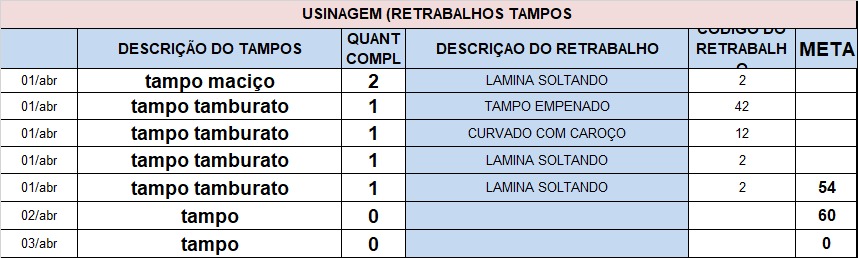 USINAGEM (RETRABALHOS TAMPOS
DESCRIÇÃO DO TAMPOS QUANT COMPL DESCRIÇAO DO RETRABALHO CODIGO DO RETRABALHO META
01/abr tampo maciço 2 LAMINA SOLTANDO 2
01/abr tampo tamburato 1 TAMPO EMPENADO 42
01/abr tampo tamburato 1 CURVADO COM CAROÇO 12
01/abr tampo tamburato 1 LAMINA SOLTANDO 2
01/abr tampo tamburato 1 LAMINA SOLTANDO 2 54
02/abr tampo 0 60
03/abr tampo 0 0